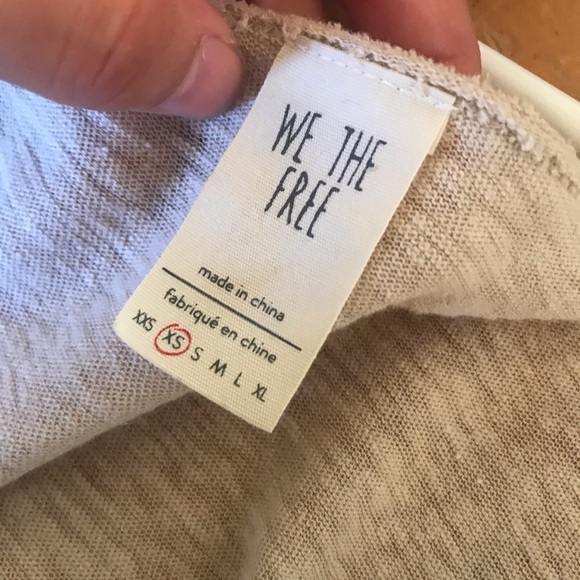 WE THE
FREE
made in china
fabriqué en chine
XXS XS S M L XL